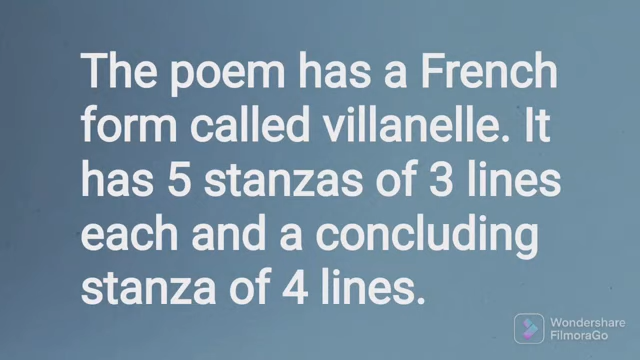 The poem has a French
form called villanelle. It
has 5 stanzas of 3 lines
each and a concluding
stanza of 4 lines.
Wondershare
FilmoraGo